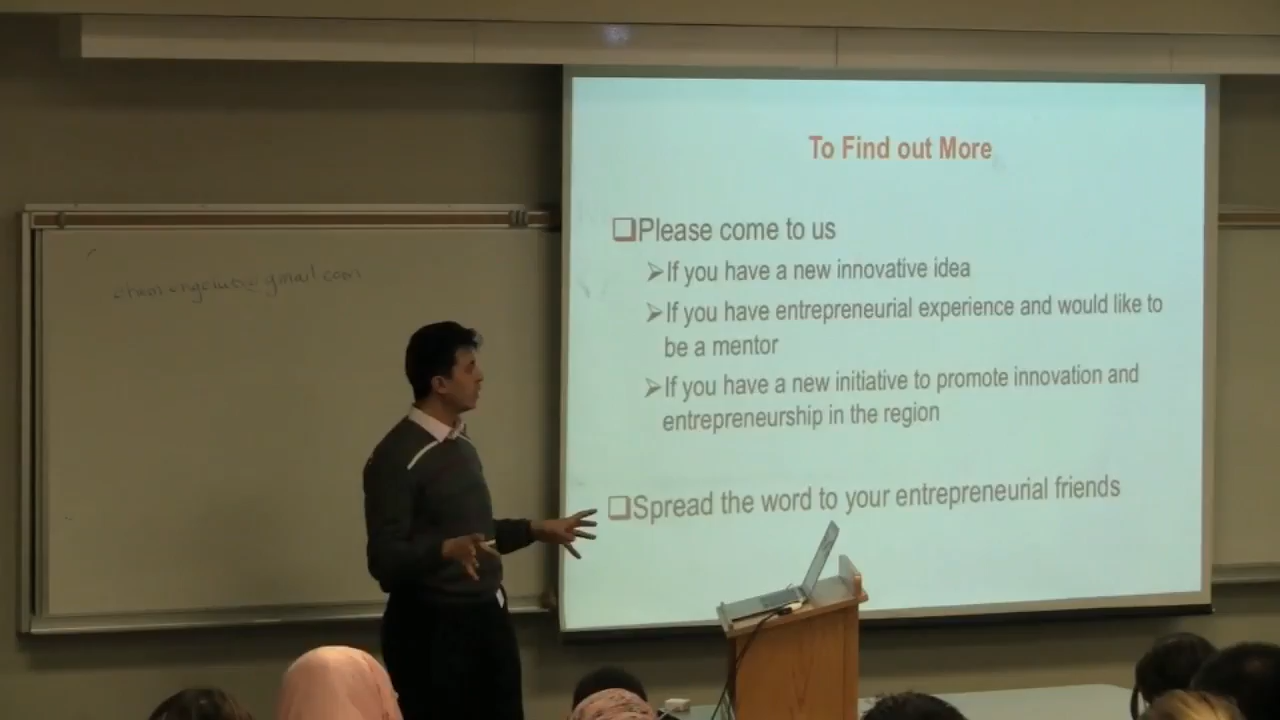 To Find out More
❑Please come to us
➢If you have a new innovative idea
➢If you have entrepreneurial experience and would like to
be a mentor
➢If you have a new initiative to promote innovation and
entrepreneurship in the region
❑Spread the word to your entrepreneurial friends